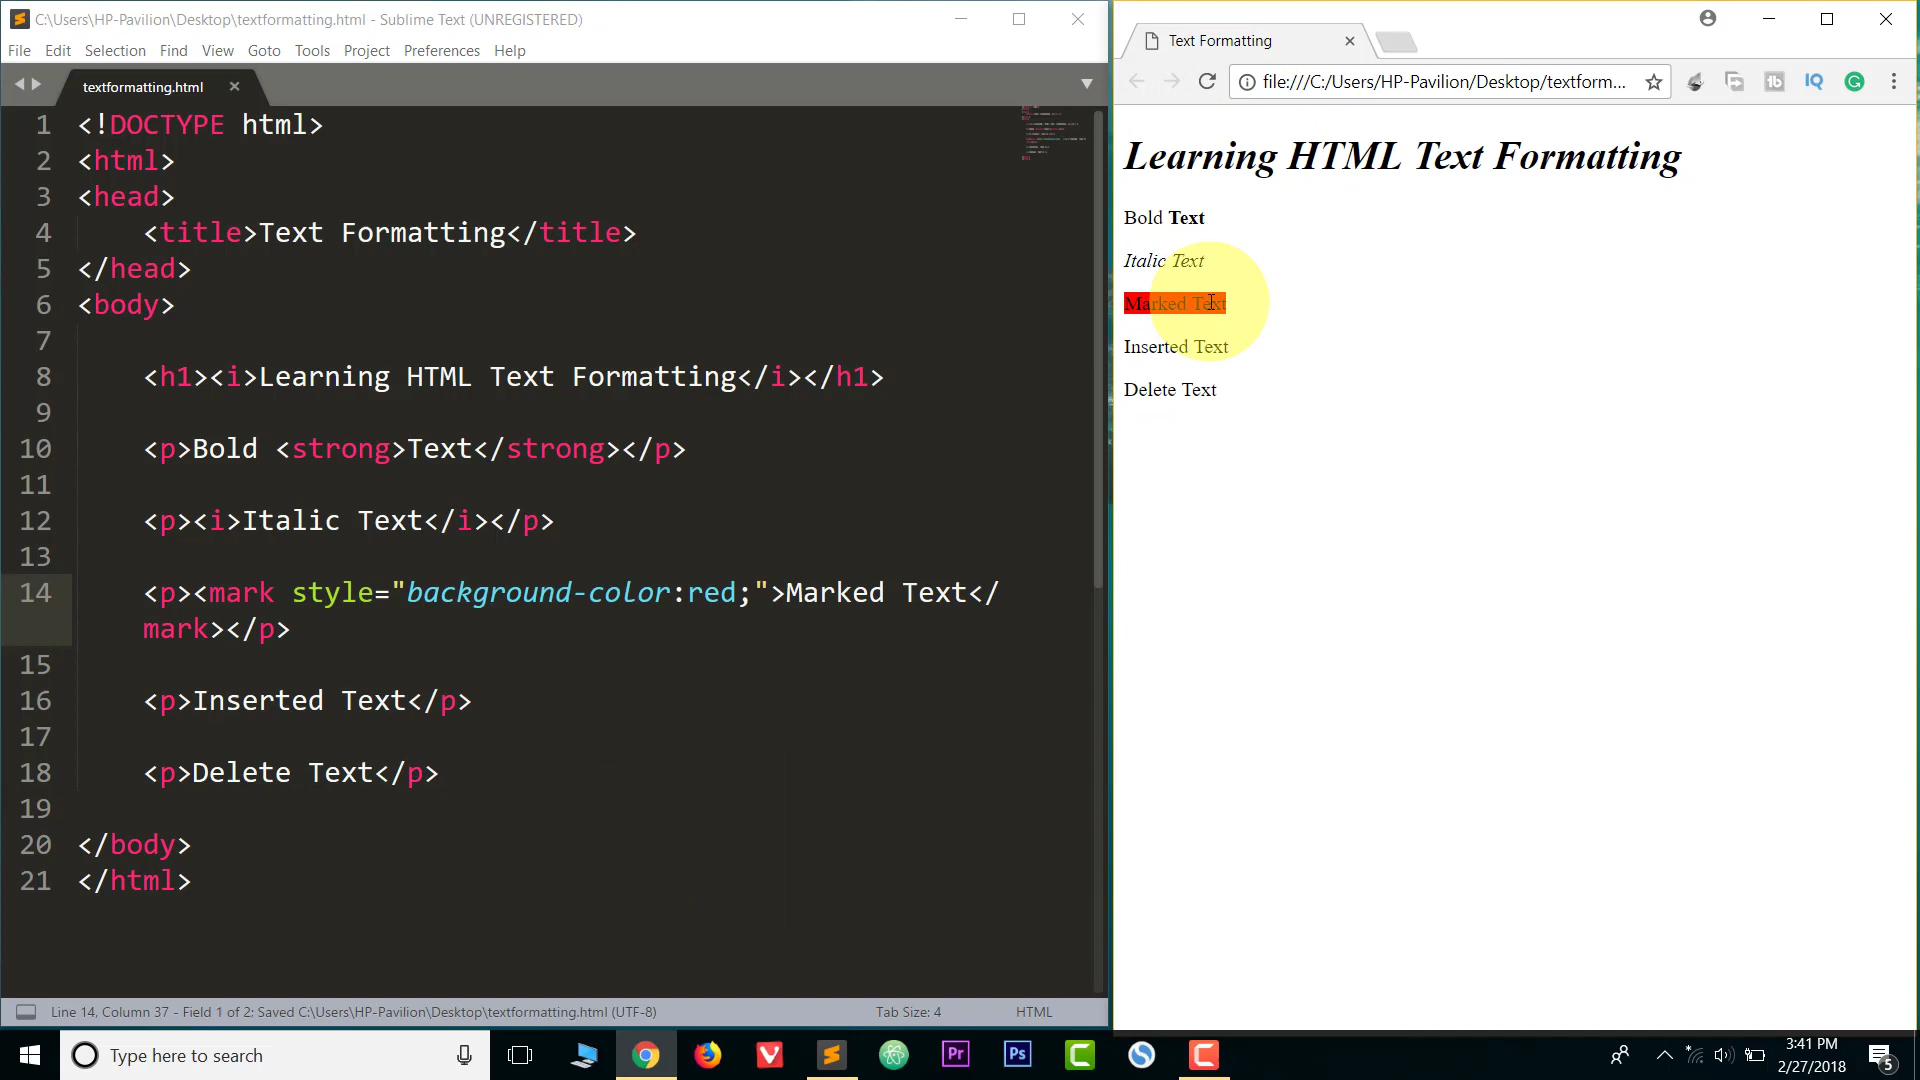 C:\Users\HP-Pavilion\Desktop\textformatting.html - Sublime Text (UNREGISTERED)
File Edit Selection Find View Goto Tools Project Preferences Help
textformatting.html
1 <!DOCTYPE html>
2 <html>
3 <head>
4 <title>Text Formatting</title>
5 </head>
6 <body>
7
8 <h1><i>Learning HTML Text Formatting</i></h1>
9
10 <p>Bold <strong>Text</strong></p>
11
12 <p><i>Italic Text</i></p>
13
14 <p><mark style="background-color:red;">Marked Text</
mark></p>
15
16 <p>Inserted Text</p>
17
18 <p>Delete Text</p>
19
20 </body>
21 </html>
Line 14, Column 37 - Field 1 of 2; Saved C:\Users\HP-Pavilion\Desktop\textformatting.html (UTF-8)
Tab Size: 4
HTML
Text Formatting
file:///C:/Users/HP-Pavilion/Desktop/textform...
IQ
Learning HTML Text Formatting
Bold Text
Italic Text
Marked Text
Inserted Text
Delete Text
Type here to search
Pr
Ps
3:41 PM
2/27/2018
5